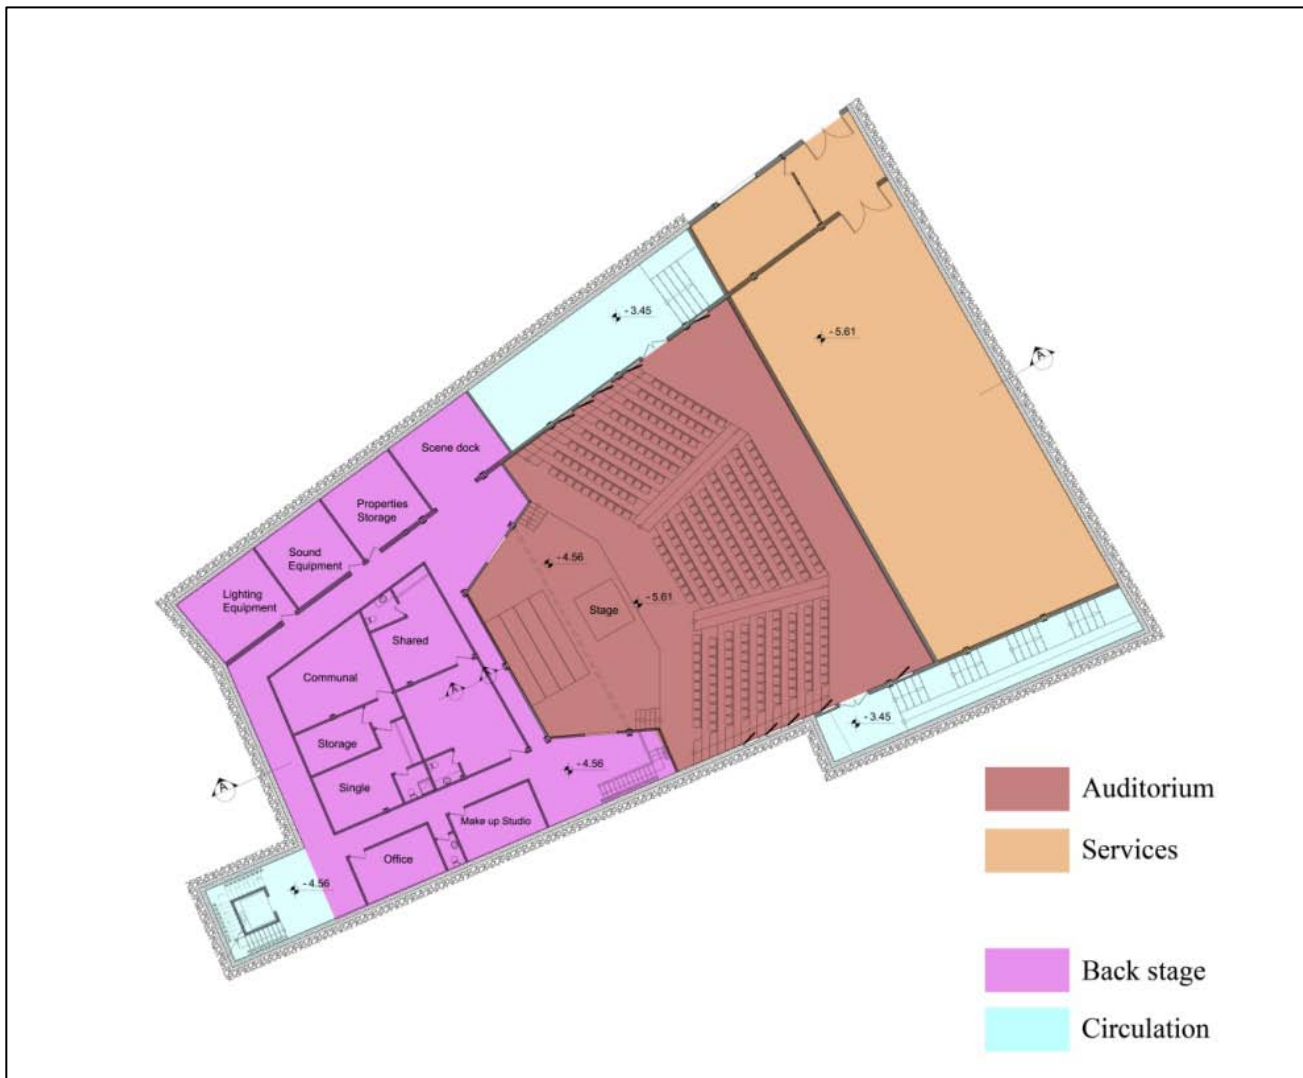 - 3.45
- 5.61
A
Scene dock
Properties
Storage
Sound
Equipment
Lighting
Equipment
- 4.56
- 5.61
Stage
Shared
Communal
A
A
Storage
Single
- 4.56
- 3.45
A
Make up Studio
Office
- 4.56
Auditorium
Services
Back stage
Circulation